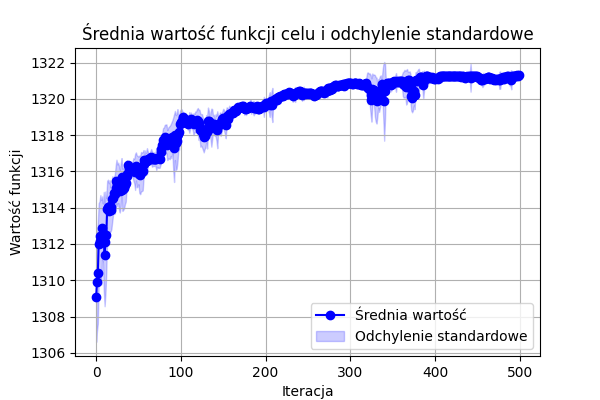 Średnia wartość funkcji celu i odchylenie standardowe
Wartość funkcji
1322
1320
1318
1316
1314
1312
1310
1308
1306
0 100 200 300 400 500
Iteracja
Średnia wartość
Odchylenie standardowe